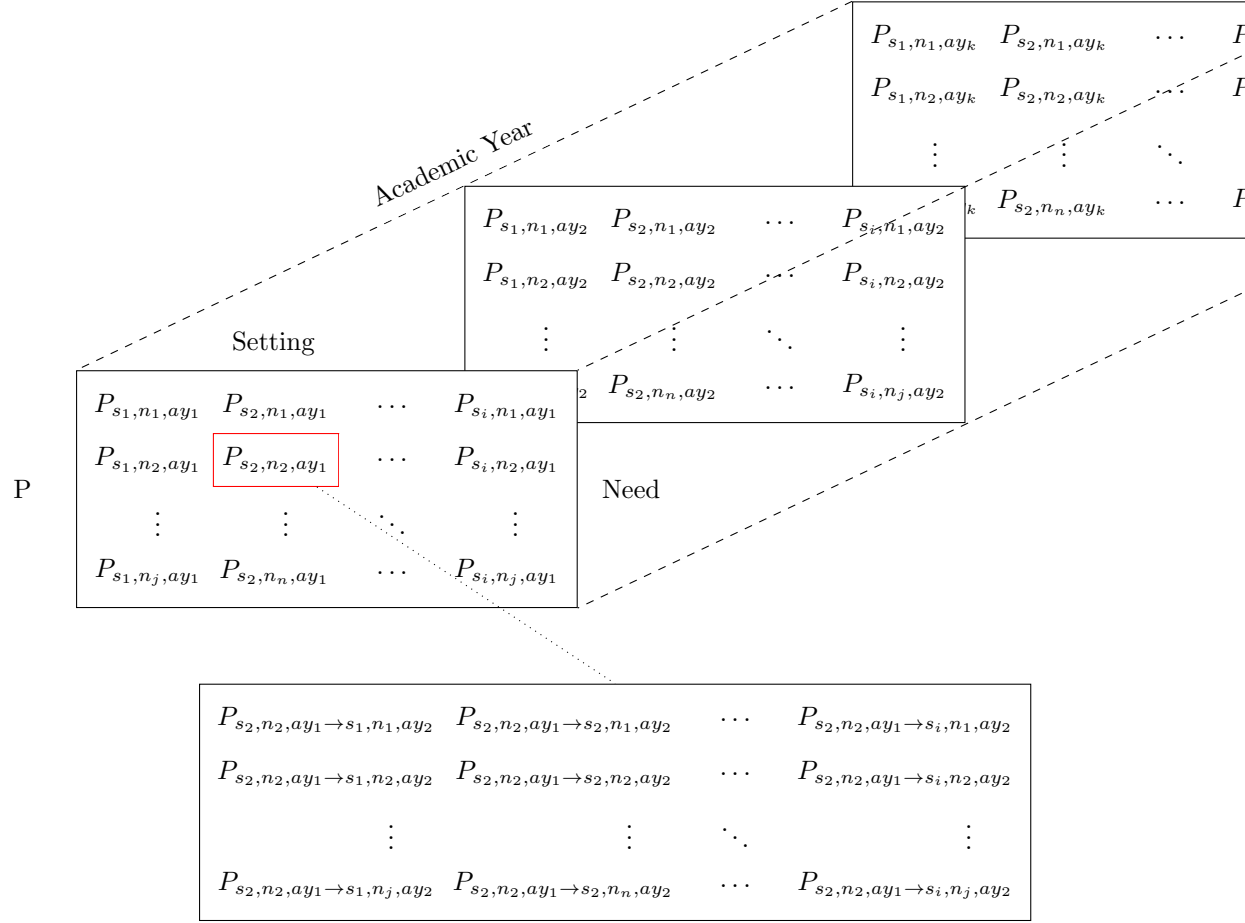 P_{s_1,n_1,ay_k} P_{s_2,n_1,ay_k} ⋯ P
P_{s_1,n_2,ay_k} P_{s_2,n_2,ay_k} ⋯ P
⋮ ⋮ ⋱
k P_{s_2,n_n,ay_k} ⋯ P
Academic Year
P_{s_1,n_1,ay_2} P_{s_2,n_1,ay_2} ⋯ P_{s_i,n_1,ay_2}
P_{s_1,n_2,ay_2} P_{s_2,n_2,ay_2} ⋯ P_{s_i,n_2,ay_2}
⋮ ⋮ ⋱ ⋮
2 P_{s_2,n_n,ay_2} ⋯ P_{s_i,n_j,ay_2}
Setting
P_{s_1,n_1,ay_1} P_{s_2,n_1,ay_1} ⋯ P_{s_i,n_1,ay_1}
P_{s_1,n_2,ay_1} P_{s_2,n_2,ay_1} ⋯ P_{s_i,n_2,ay_1}
⋮ ⋮ ⋱ ⋮
P_{s_1,n_j,ay_1} P_{s_2,n_n,ay_1} ⋯ P_{s_i,n_j,ay_1}
P
Need
P_{s_2,n_2,ay_1→s_1,n_1,ay_2} P_{s_2,n_2,ay_1→s_2,n_1,ay_2} ⋯ P_{s_2,n_2,ay_1→s_i,n_1,ay_2}
P_{s_2,n_2,ay_1→s_1,n_2,ay_2} P_{s_2,n_2,ay_1→s_2,n_2,ay_2} ⋯ P_{s_2,n_2,ay_1→s_i,n_2,ay_2}
⋮ ⋮ ⋱ ⋮
P_{s_2,n_2,ay_1→s_1,n_j,ay_2} P_{s_2,n_2,ay_1→s_2,n_n,ay_2} ⋯ P_{s_2,n_2,ay_1→s_i,n_j,ay_2}